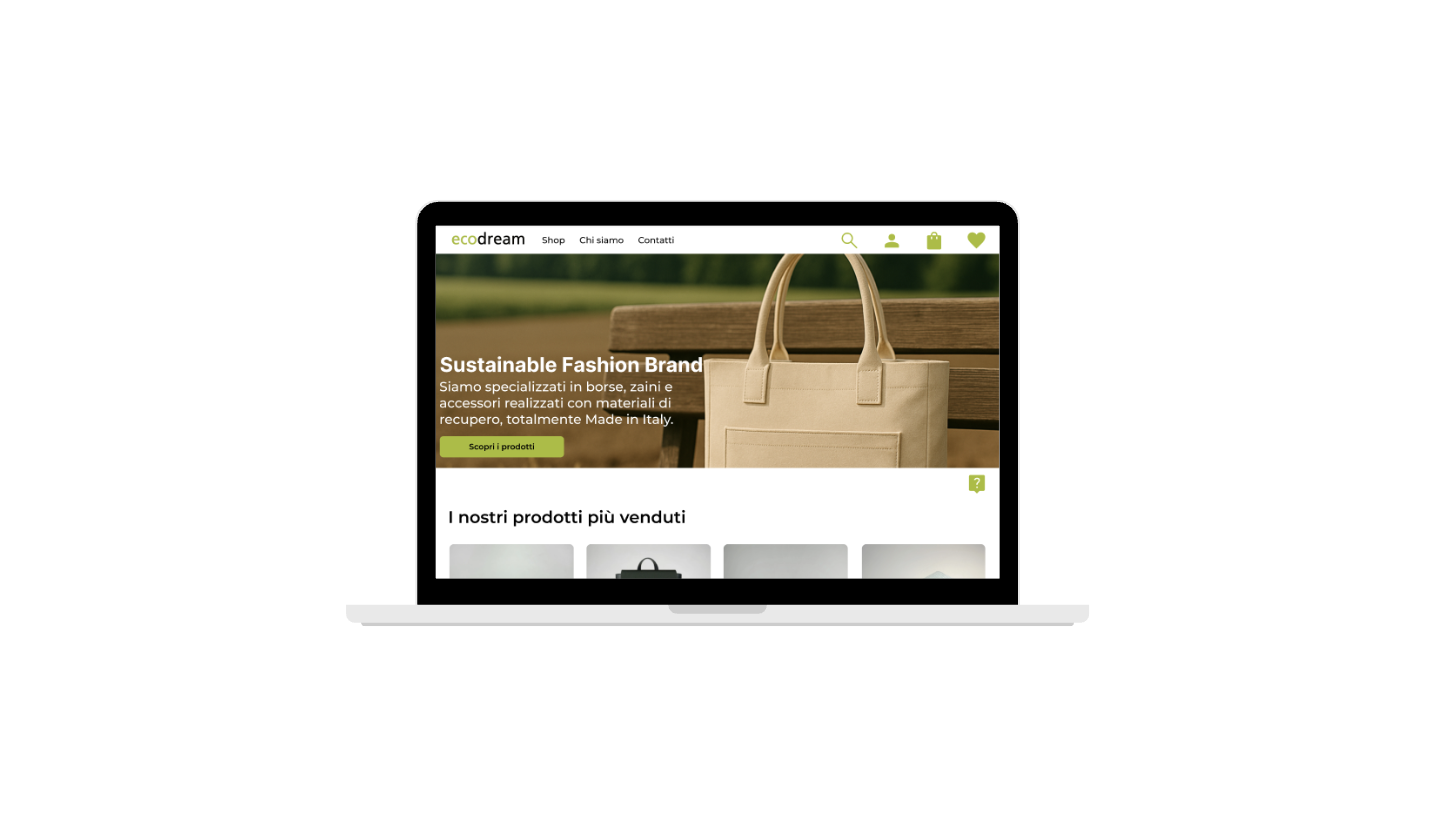 ecodream Shop Chi siamo Contatti
Sustainable Fashion Brand
Siamo specializzati in borse, zaini e
accessori realizzati con materiali di
recupero, totalmente Made in Italy.
Scopri i prodotti
?
I nostri prodotti più venduti